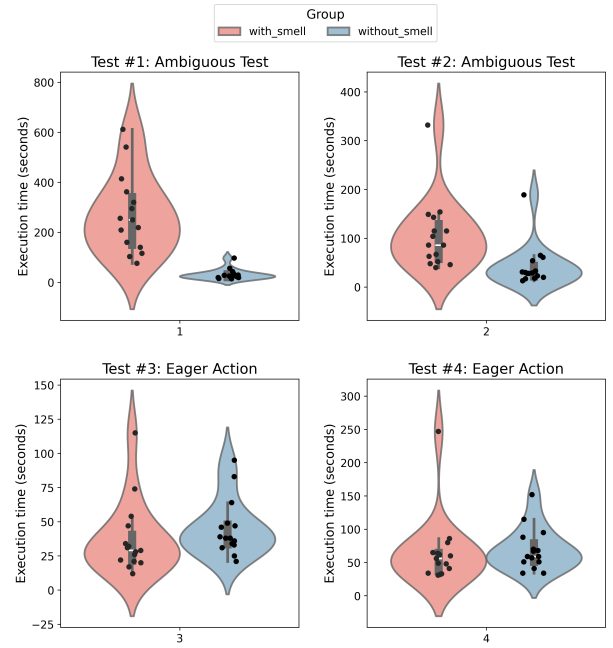 Group
with_smell without_smell
Test #1: Ambiguous Test
Execution time (seconds)
800
600
400
200
0
1
Test #2: Ambiguous Test
Execution time (seconds)
400
300
200
100
0
2
Test #3: Eager Action
Execution time (seconds)
150
125
100
75
50
25
0
−25
3
Test #4: Eager Action
Execution time (seconds)
300
250
200
150
100
50
0
4